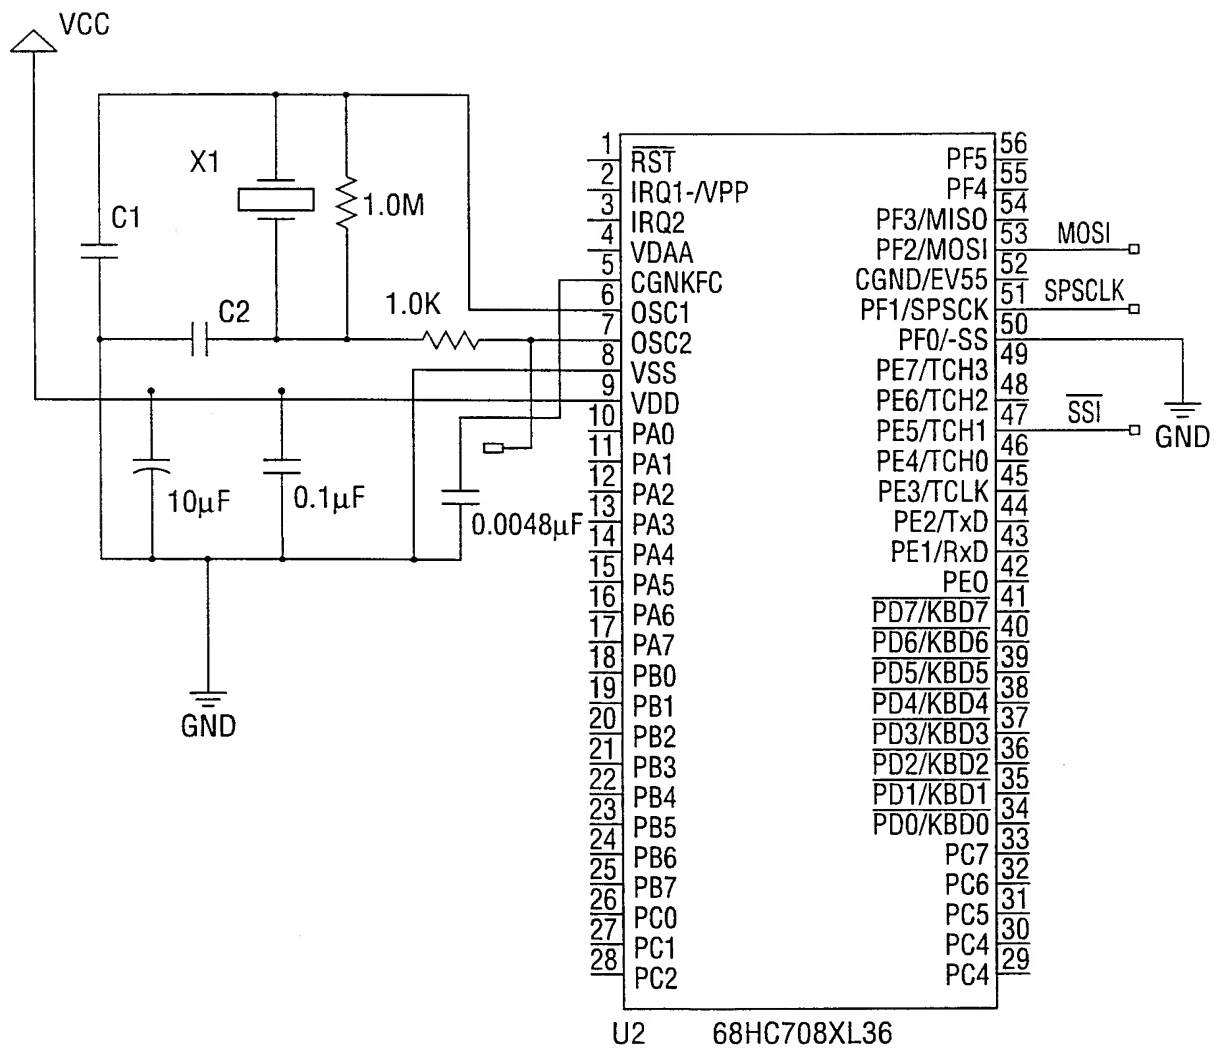 VCC
X1
1.0M
C1
C2
1.0K
10µF
0.1µF
0.0048µF
GND
1 RST
2 IRQ1-/VPP
3 IRQ2
4 VDAA
5 CGNKFC
6 OSC1
7 OSC2
8 VSS
9 VDD
10 PA0
11 PA1
12 PA2
13 PA3
14 PA4
15 PA5
16 PA6
17 PA7
18 PB0
19 PB1
20 PB2
21 PB3
22 PB4
23 PB5
24 PB6
25 PB7
26 PC0
27 PC1
28 PC2
PF5 56
PF4 55
PF3/MISO 54
PF2/MOSI 53
CGND/EV55 52
PF1/SPSCK 51
PF0/-SS 50
PE7/TCH3 49
PE6/TCH2 48
PE5/TCH1 47
PE4/TCH0 46
PE3/TCLK 45
PE2/TxD 44
PE1/RxD 43
PE0 42
PD7/KBD7 41
PD6/KBD6 40
PD5/KBD5 39
PD4/KBD4 38
PD3/KBD3 37
PD2/KBD2 36
PD1/KBD1 35
PD0/KBD0 34
PC7 33
PC6 32
PC5 31
PC4 30
PC4 29
MOSI
SPSCLK
SSI
GND
U2 68HC708XL36